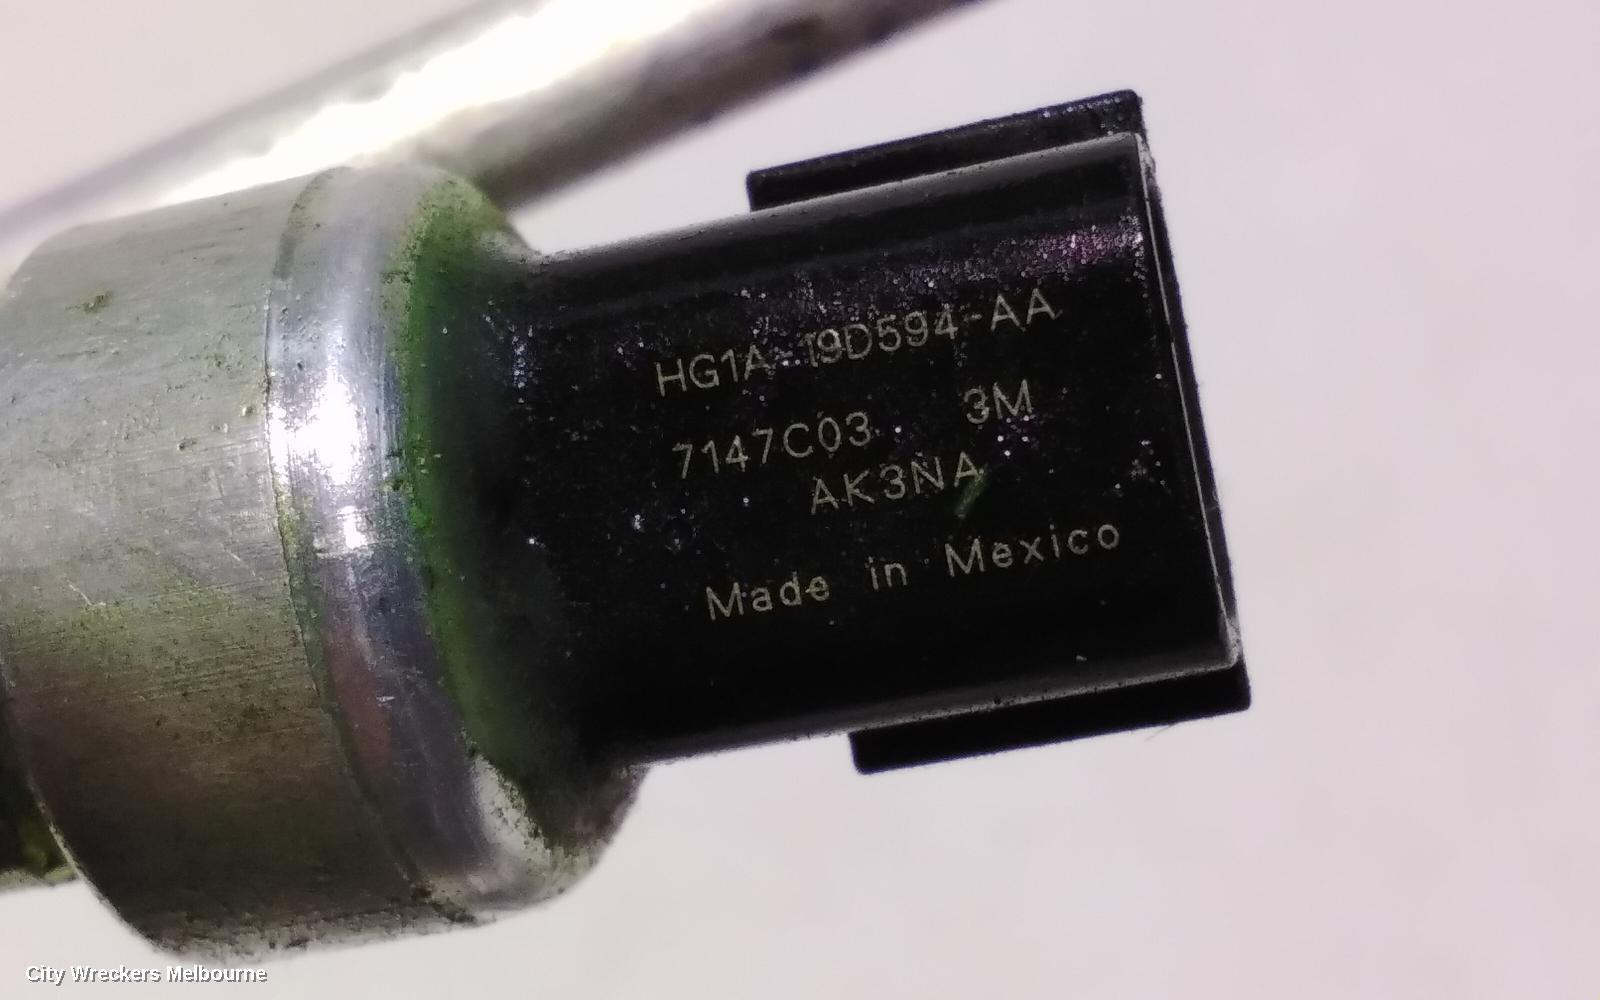 HG1A-19D594-AA
7147C03 3M
AK3NA
Made in Mexico
City Wreckers Melbourne